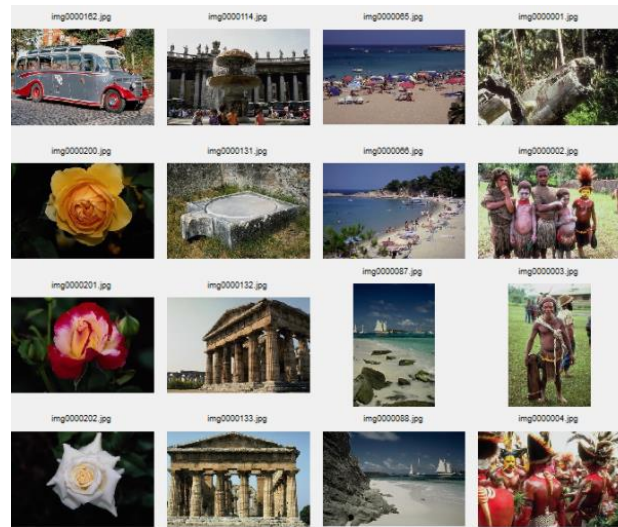 img0000162.jpg img0000114.jpg img0000065.jpg img0000001.jpg
img0000200.jpg img0000131.jpg img0000066.jpg img0000002.jpg
img0000087.jpg img0000003.jpg
img0000201.jpg img0000132.jpg
img0000202.jpg img0000133.jpg img0000088.jpg img0000004.jpg